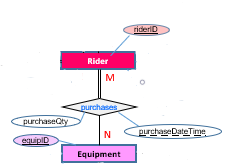 riderID
Rider
M
purchases
purchaseQty
purchaseDateTime
N
equipID
Equipment